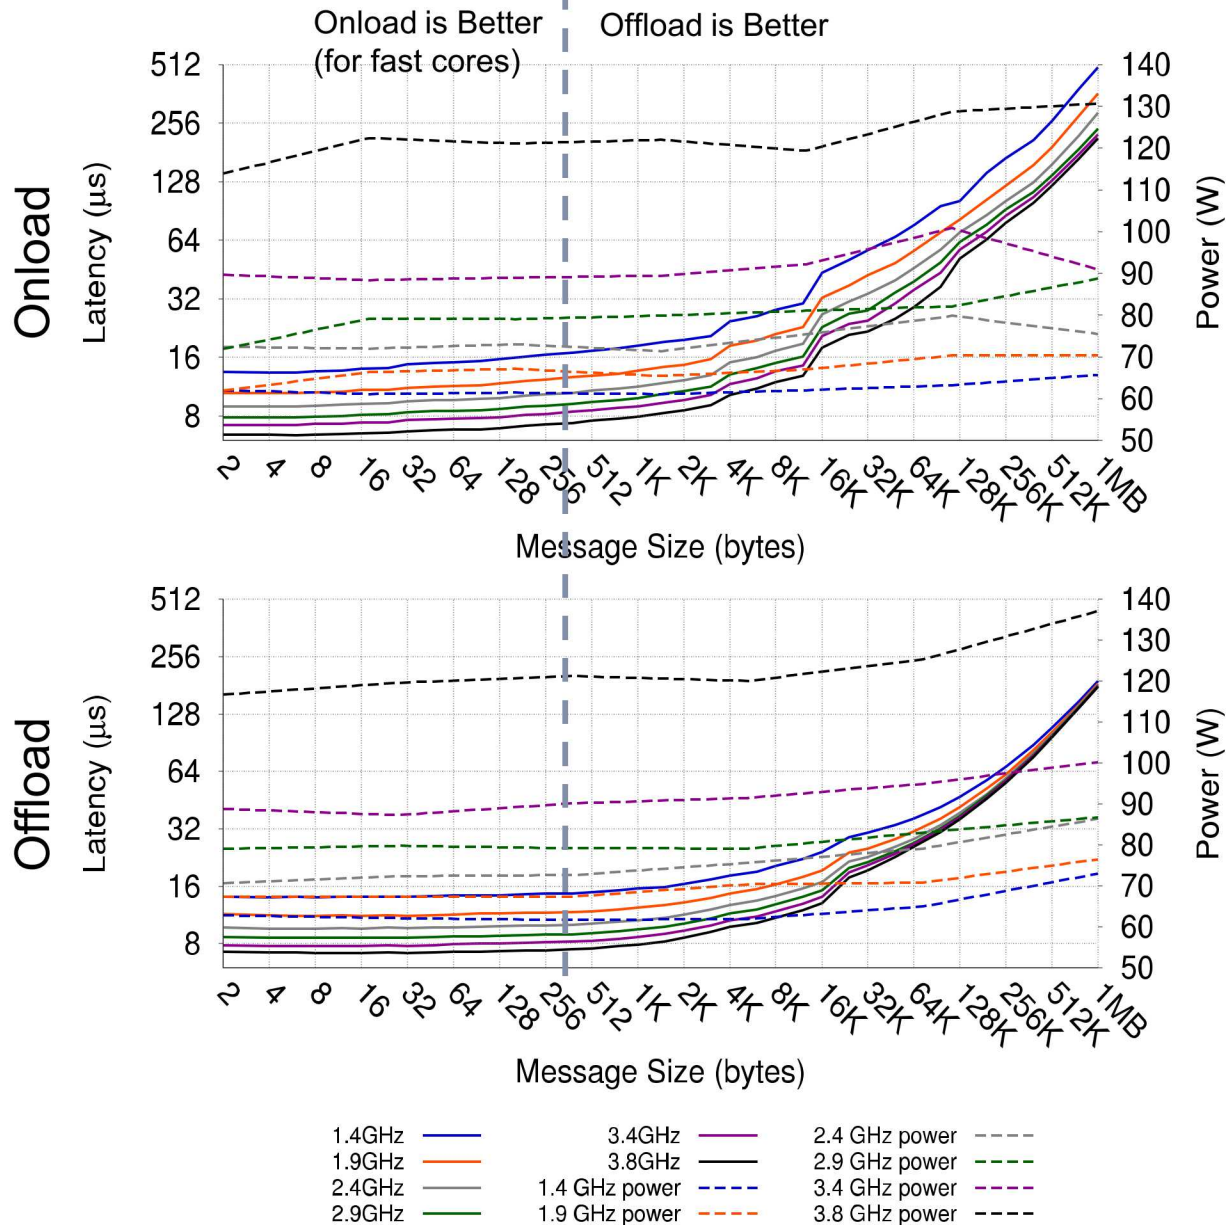 Onload is Better
(for fast cores)
Offload is Better
Onload
Latency (μs)
512
256
128
64
32
16
8
140
130
120
110
100
90
80
70
60
50
Power (W)
2 4 8 16 32 64 128 256 512 1K 2K 4K 8K 16K 32K 64K 128K 256K 512K 1MB
Message Size (bytes)
Offload
Latency (μs)
512
256
128
64
32
16
8
140
130
120
110
100
90
80
70
60
50
Power (W)
2 4 8 16 32 64 128 256 512 1K 2K 4K 8K 16K 32K 64K 128K 256K 512K 1MB
Message Size (bytes)
1.4GHz
1.9GHz
2.4GHz
2.9GHz
3.4GHz
3.8GHz
1.4 GHz power
1.9 GHz power
2.4 GHz power
2.9 GHz power
3.4 GHz power
3.8 GHz power